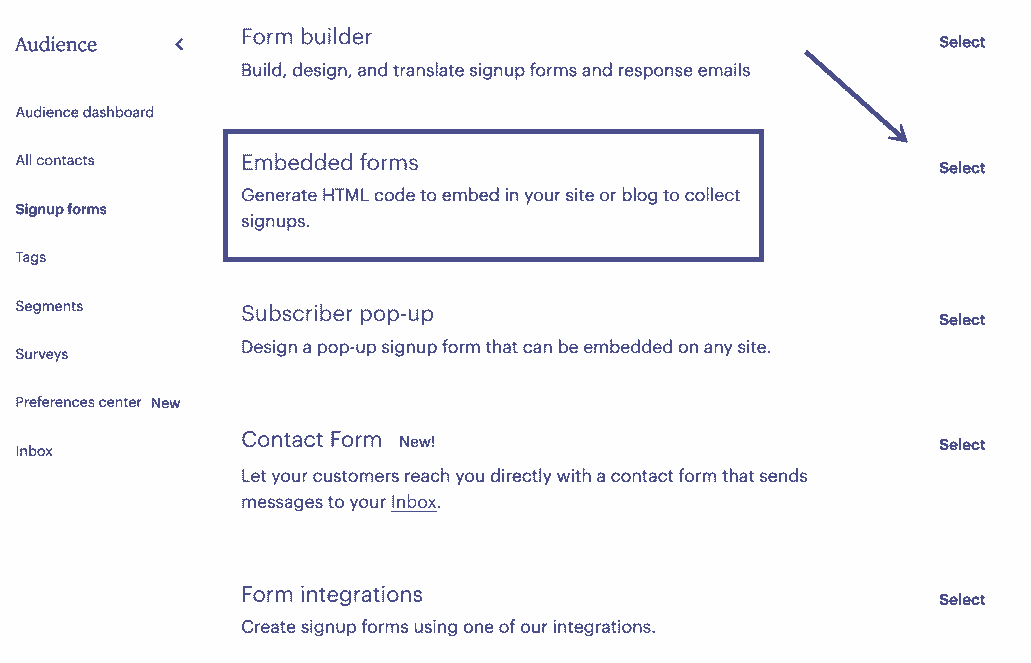 Audience
Audience dashboard
All contacts
Signup forms
Tags
Segments
Surveys
Preferences center New
Inbox
Form builder
Select
Build, design, and translate signup forms and response emails
Embedded forms
Select
Generate HTML code to embed in your site or blog to collect
signups.
Subscriber pop-up
Select
Design a pop-up signup form that can be embedded on any site.
Contact Form New!
Select
Let your customers reach you directly with a contact form that sends
messages to your Inbox.
Form integrations
Select
Create signup forms using one of our integrations.